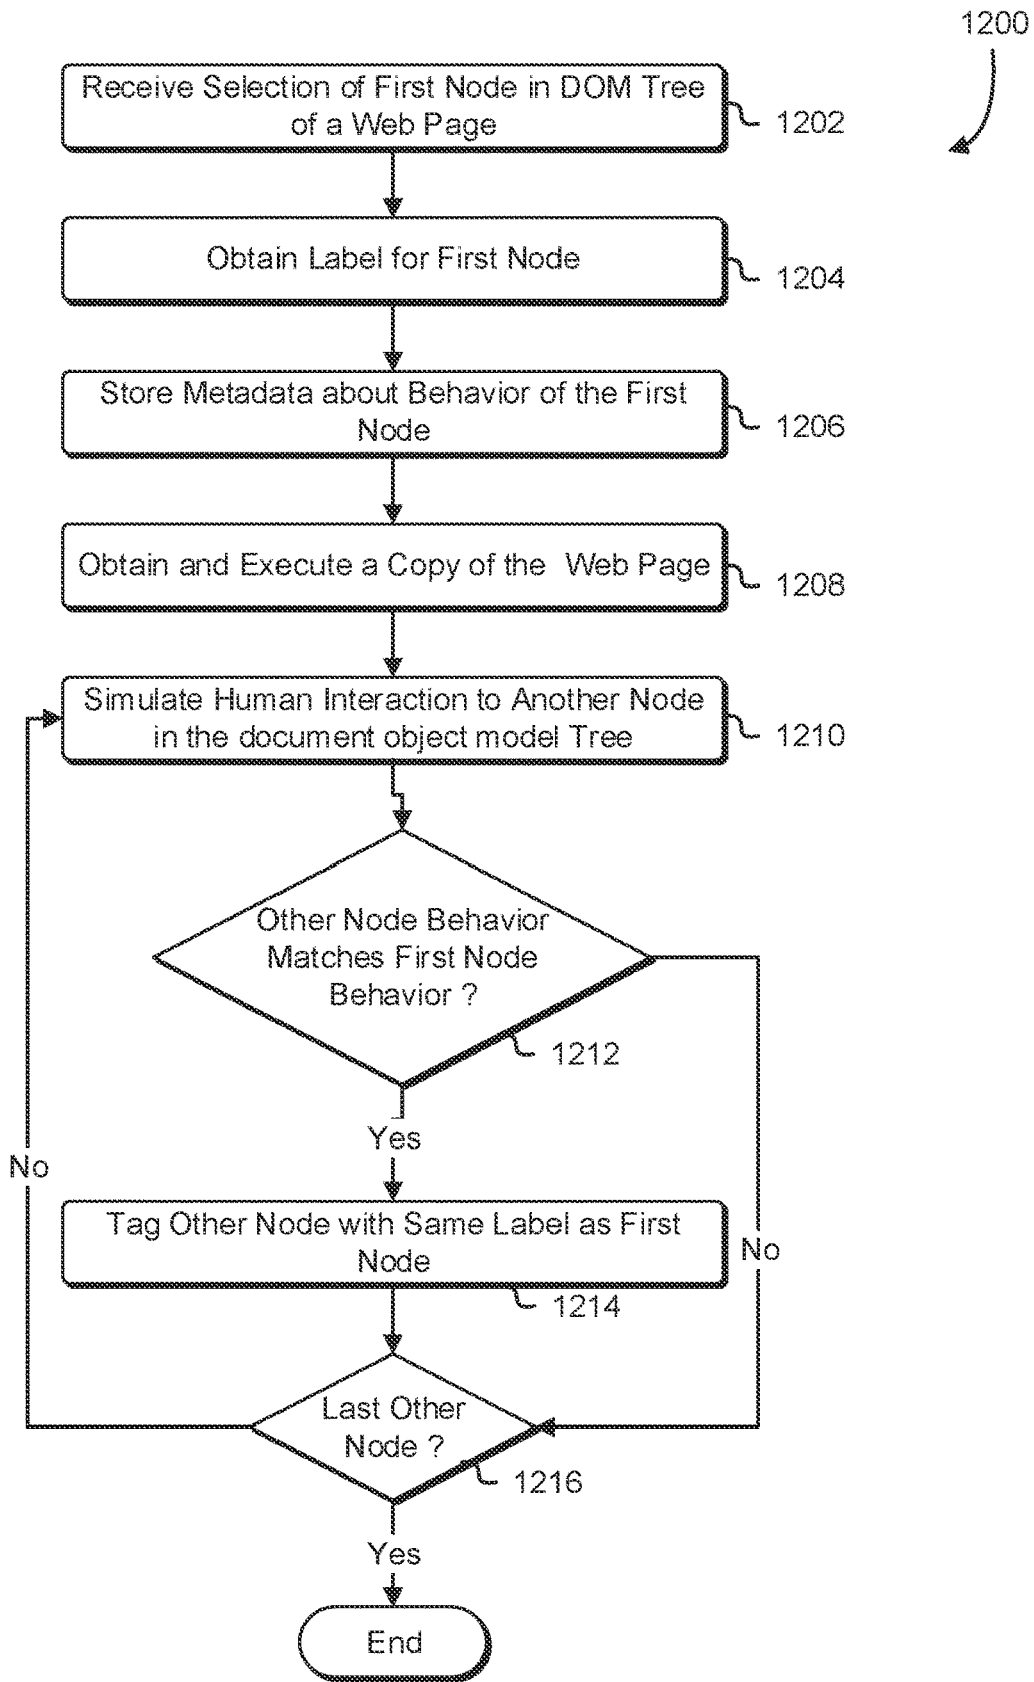 1200
Receive Selection of First Node in DOM Tree
of a Web Page
1202
Obtain Label for First Node
1204
Store Metadata about Behavior of the First
Node
1206
Obtain and Execute a Copy of the Web Page
1208
Simulate Human Interaction to Another Node
in the document object model Tree
1210
Other Node Behavior
Matches First Node
Behavior ?
1212
Yes
No
Tag Other Node with Same Label as First
Node
No
1214
Last Other
Node ?
1216
Yes
End